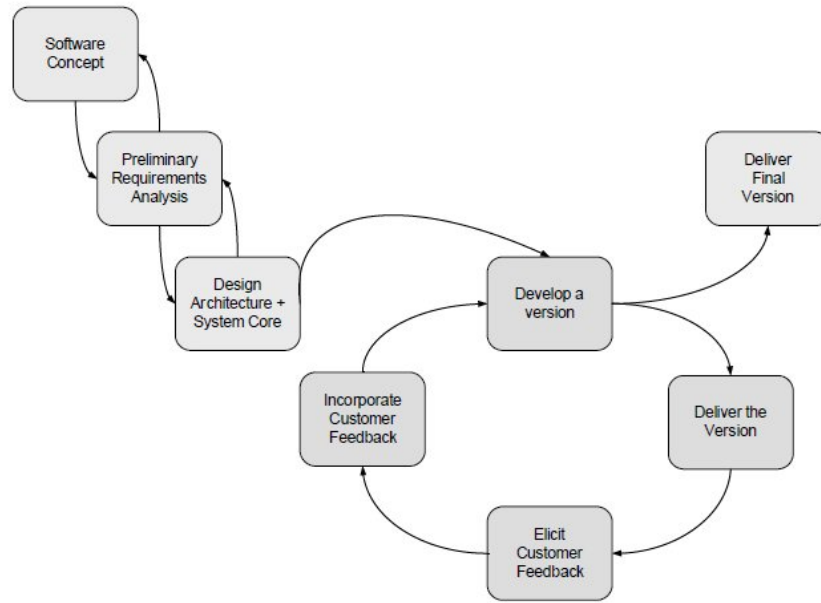 Software
Concept
Preliminary
Requirements
Analysis
Design
Architecture +
System Core
Develop a
version
Deliver
Final
Version
Deliver the
Version
Elicit
Customer
Feedback
Incorporate
Customer
Feedback